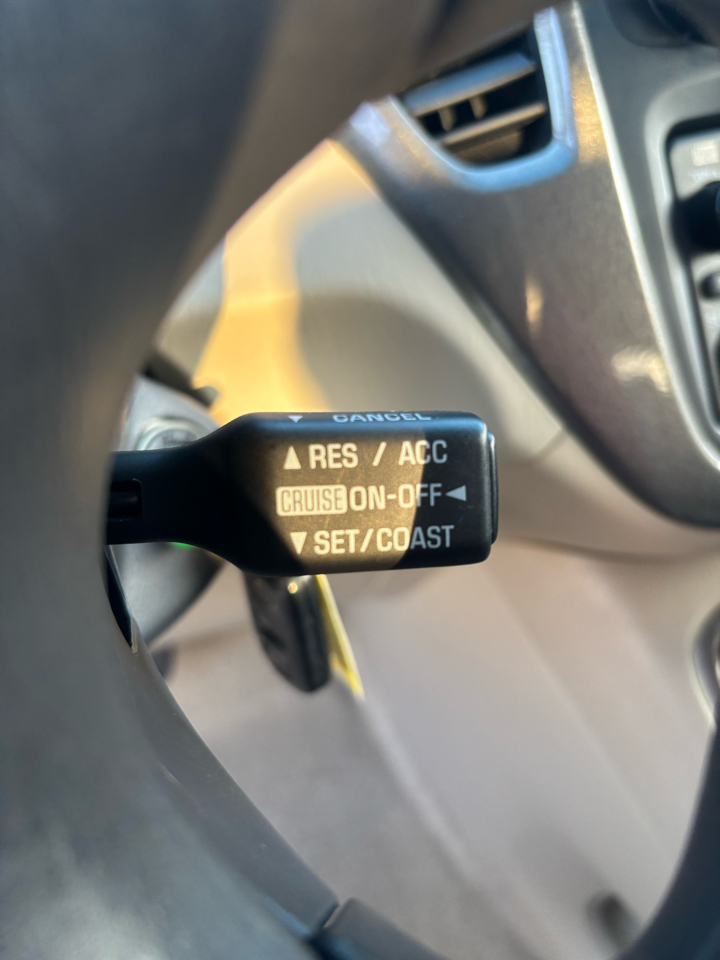 ▼ CANCEL
▲ RES / ACC
CRUISE ON-OFF ◀
▼ SET/COAST